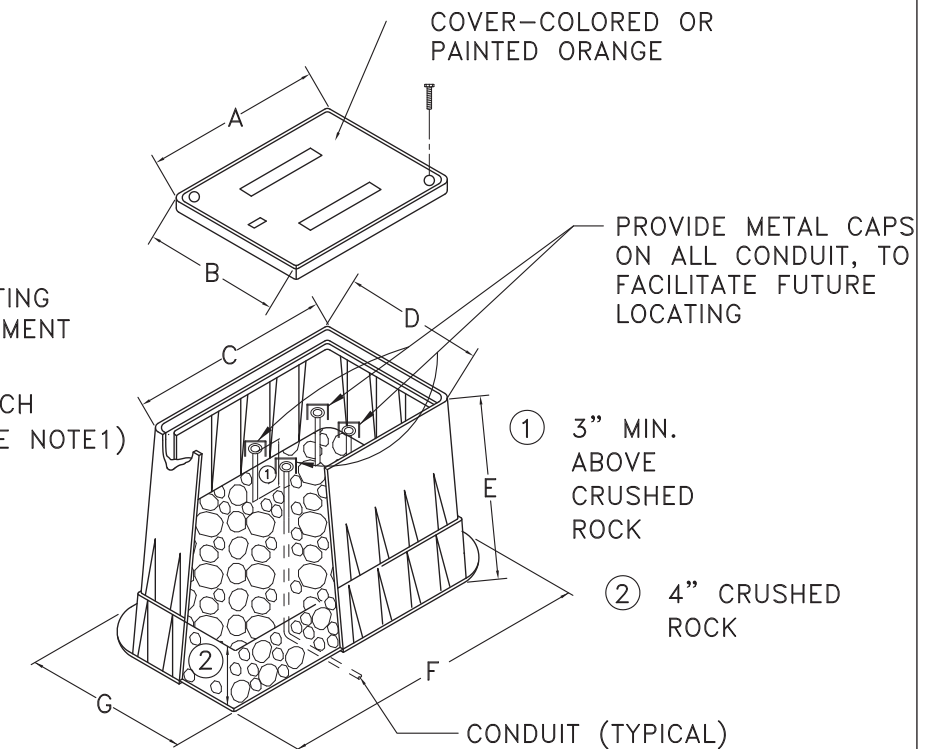 COVER-COLORED OR
PAINTED ORANGE
A
B
PROVIDE METAL CAPS
ON ALL CONDUIT, TO
FACILITATE FUTURE
LOCATING
TING
MENT
CH
E NOTE1)
C
D
E
1
① 3" MIN.
ABOVE
CRUSHED
ROCK
② 4" CRUSHED
ROCK
2
F
G
CONDUIT (TYPICAL)